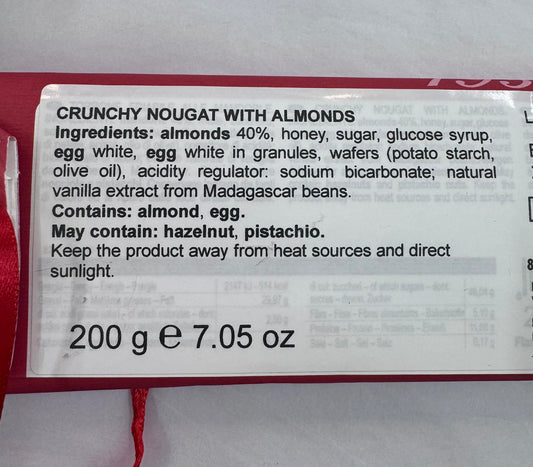 CRUNCHY NOUGAT WITH ALMONDS
Ingredients: almonds 40%, honey, sugar, glucose syrup,
egg white, egg white in granules, wafers (potato starch,
olive oil), acidity regulator: sodium bicarbonate; natural
vanilla extract from Madagascar beans.
Contains: almond, egg.
May contain: hazelnut, pistachio.
Keep the product away from heat sources and direct
sunlight.
200 g e 7.05 oz